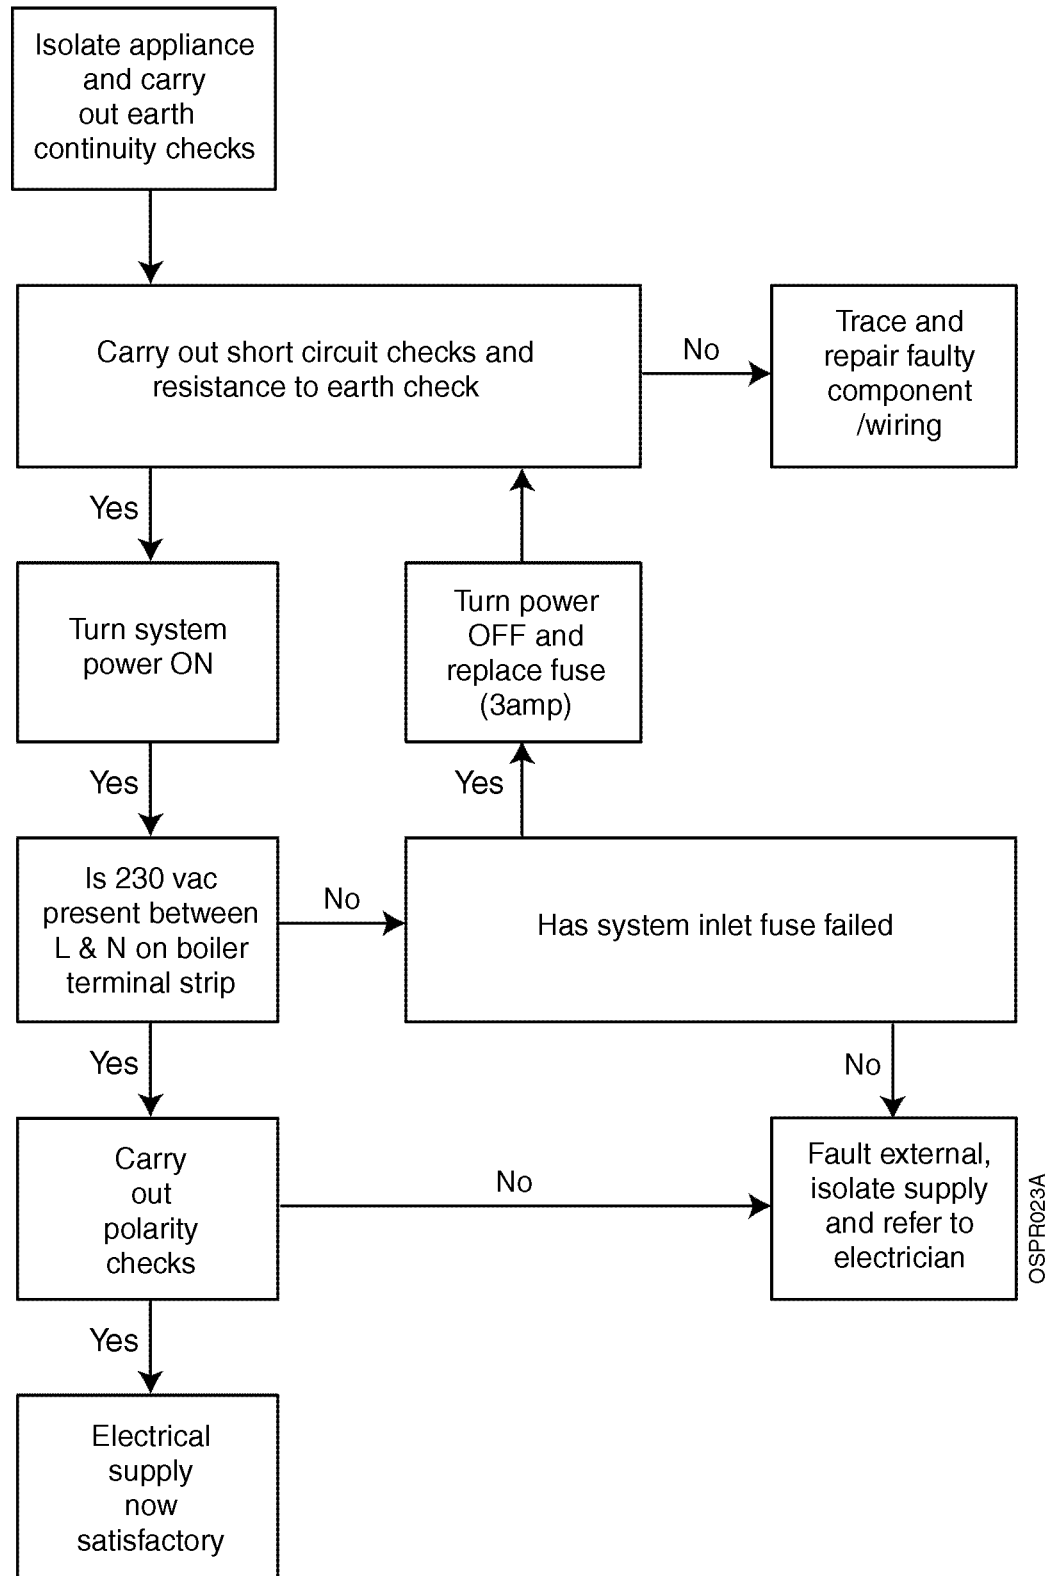 Isolate appliance
and carry
out earth
continuity checks
Carry out short circuit checks and
resistance to earth check
No
Trace and
repair faulty
component
/wiring
Yes
Turn system
power ON
Turn power
OFF and
replace fuse
(3amp)
Yes
Yes
Is 230 vac
present between
L & N on boiler
terminal strip
No
Has system inlet fuse failed
Yes
No
Carry
out
polarity
checks
No
Fault external,
isolate supply
and refer to
electrician
OSPR023A
Yes
Electrical
supply
now
satisfactory